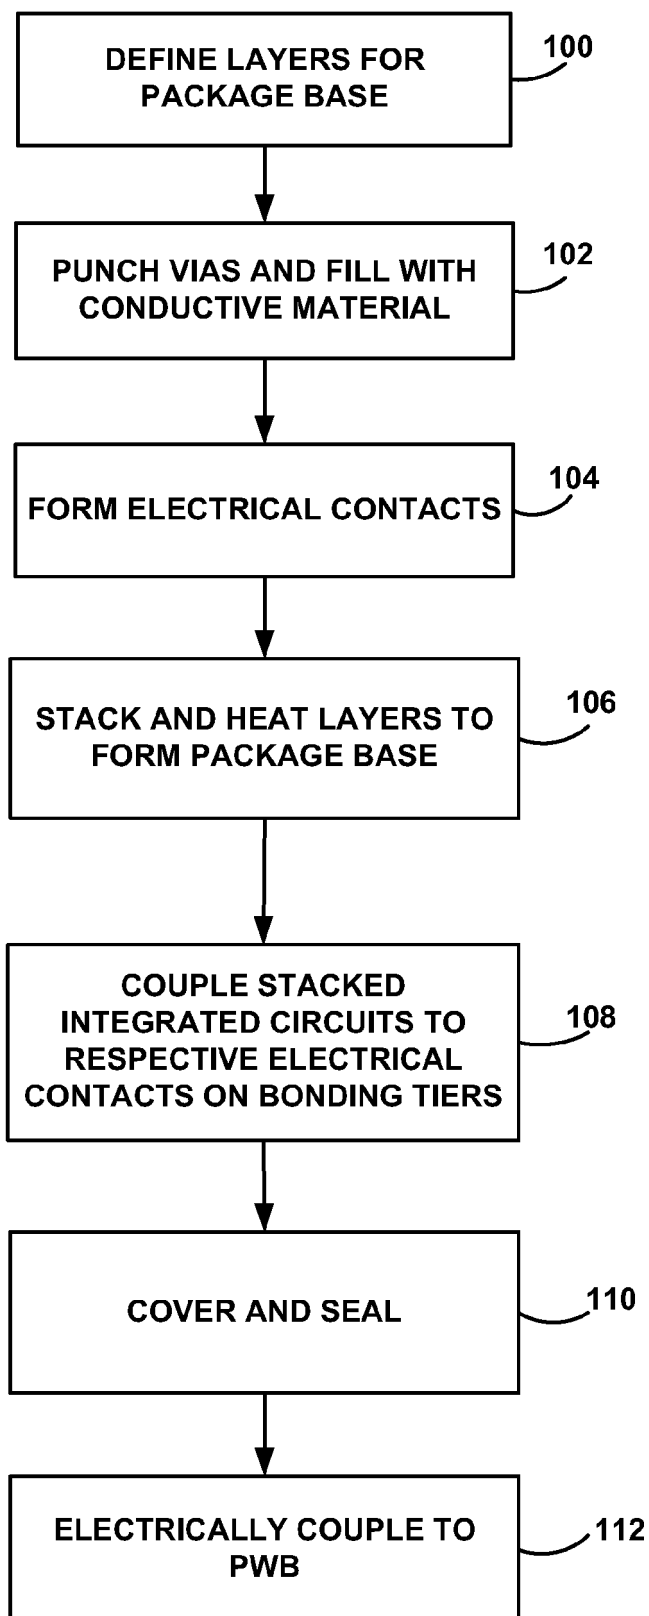 DEFINE LAYERS FOR
PACKAGE BASE
100
PUNCH VIAS AND FILL WITH
CONDUCTIVE MATERIAL
102
FORM ELECTRICAL CONTACTS
104
STACK AND HEAT LAYERS TO
FORM PACKAGE BASE
106
COUPLE STACKED
INTEGRATED CIRCUITS TO
RESPECTIVE ELECTRICAL
CONTACTS ON BONDING TIERS
108
COVER AND SEAL
110
ELECTRICALLY COUPLE TO
PWB
112